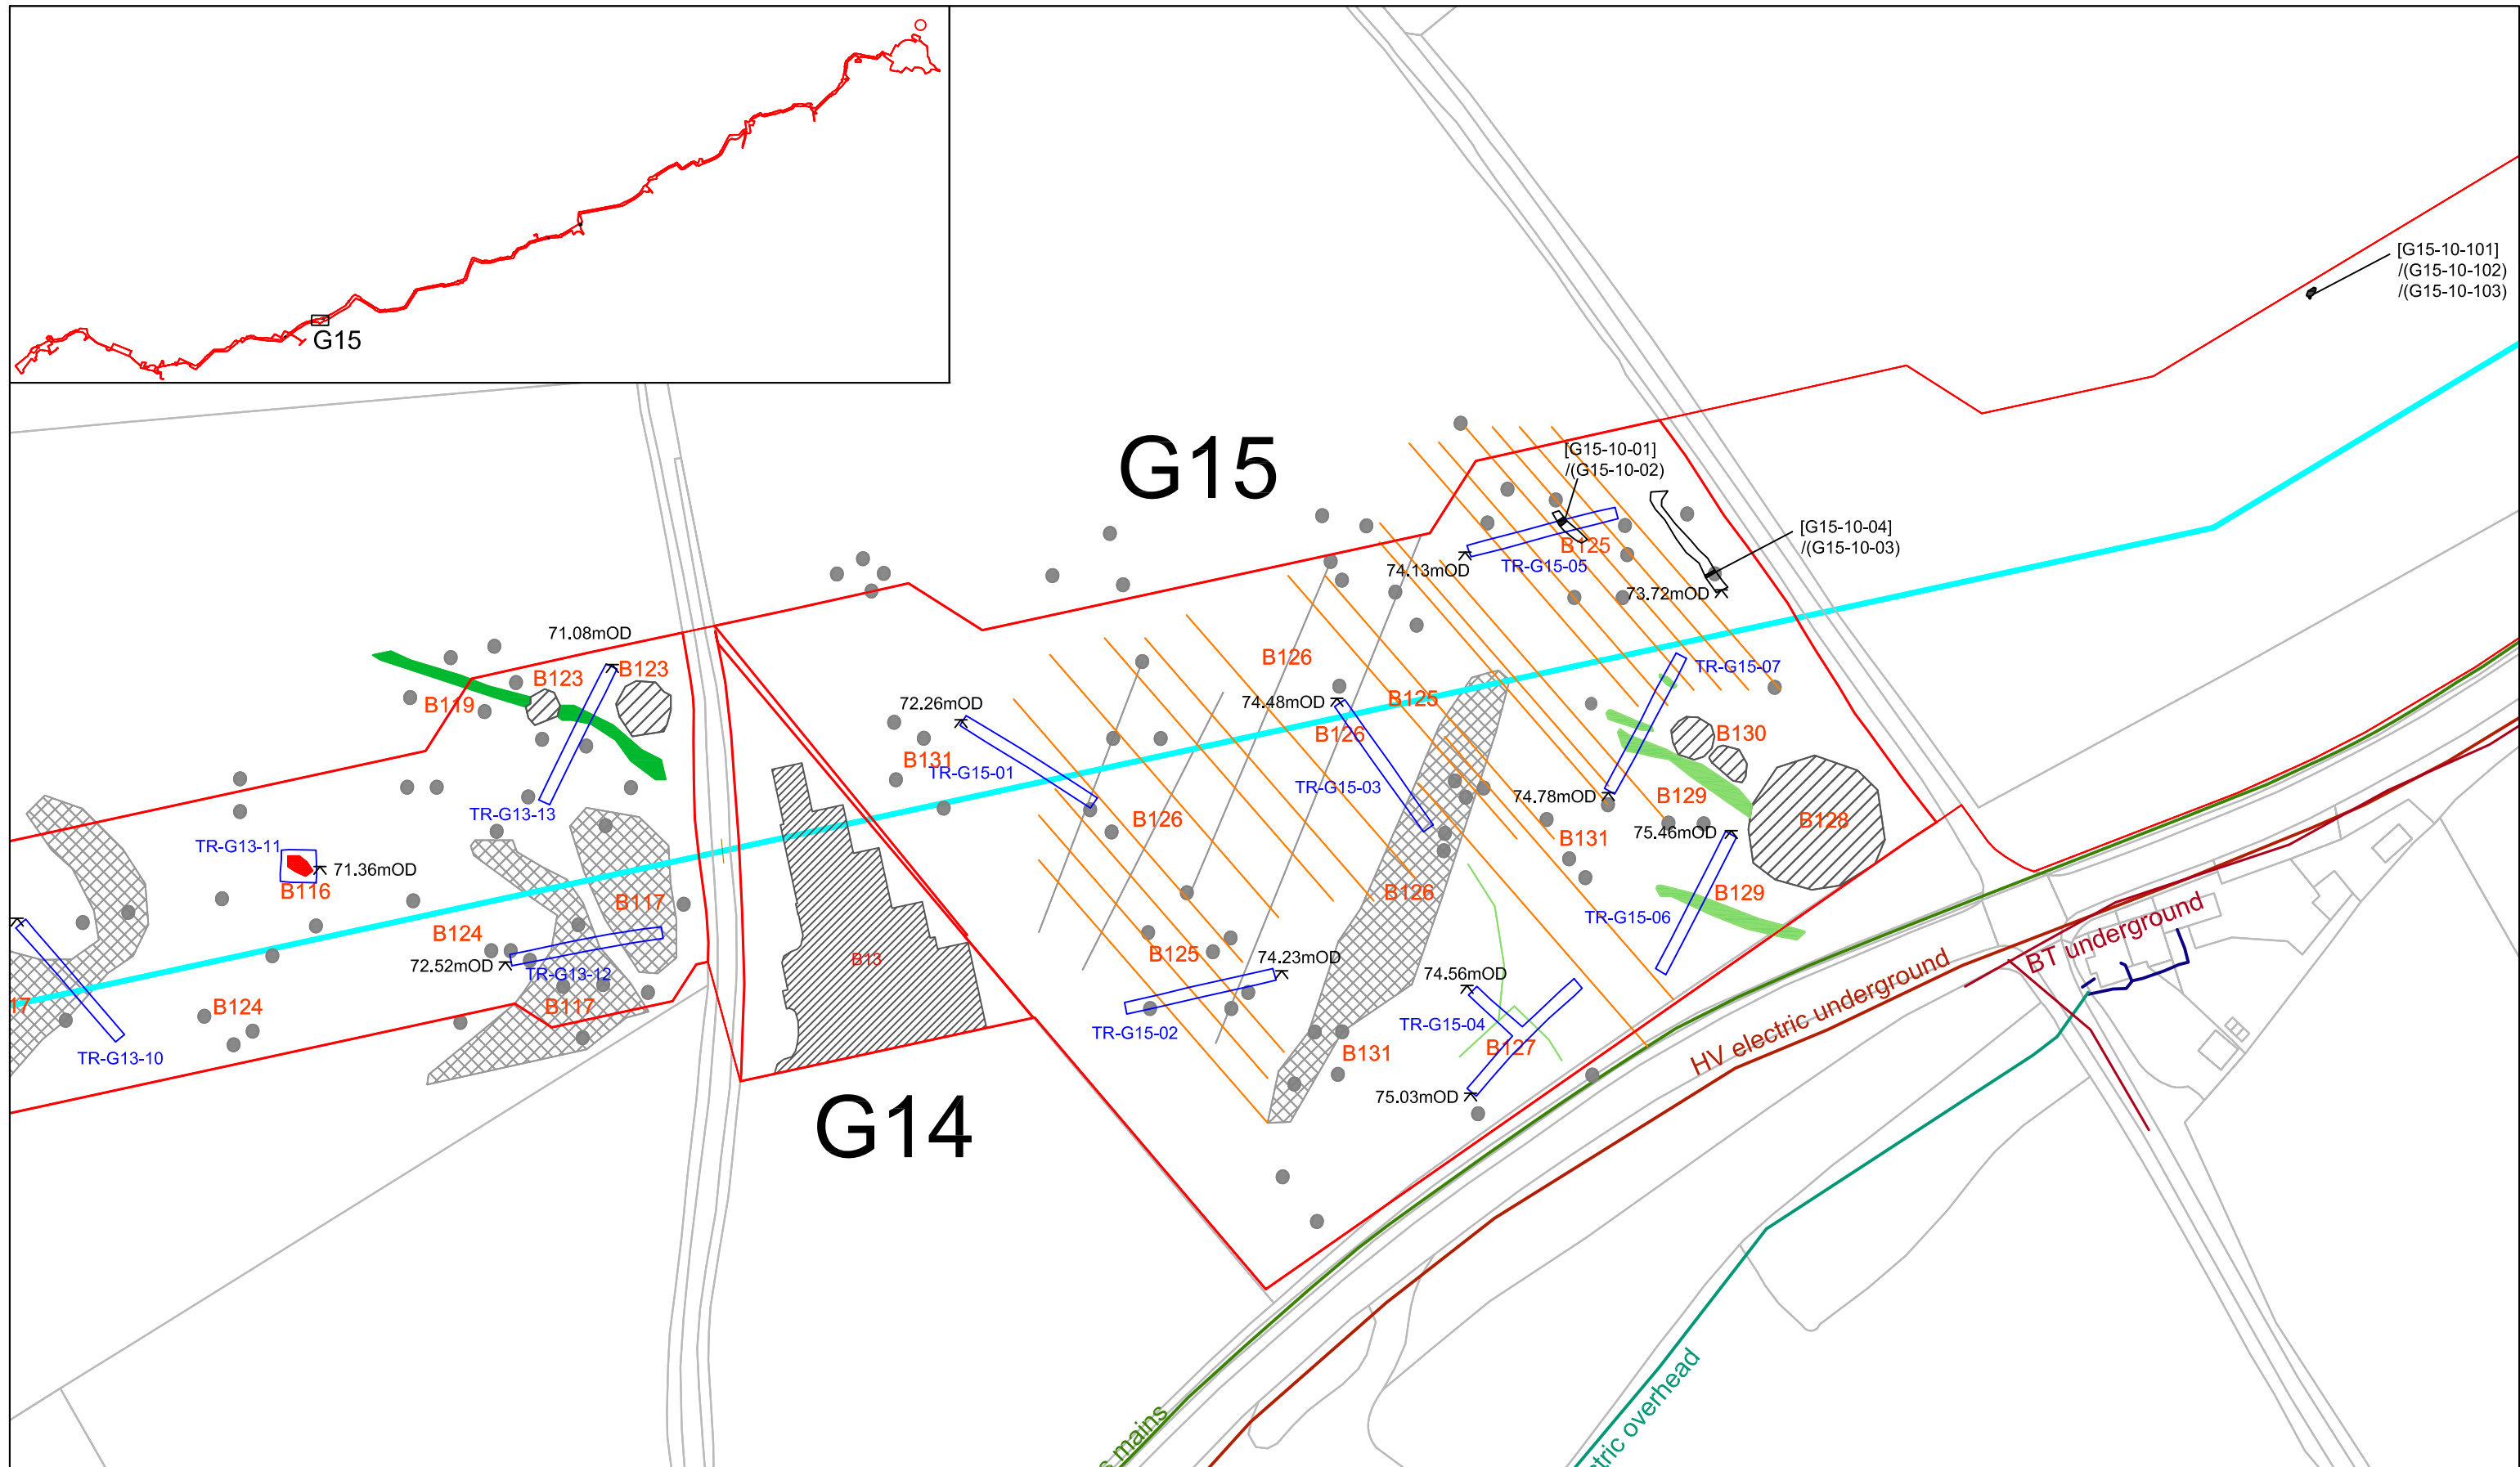 G15
[G15-10-101]
/(G15-10-102)
/(G15-10-103)
G15
[G15-10-01]
/(G15-10-02)
[G15-10-04]
/(G15-10-03)
B125
74.13mOD
TR-G15-05
73.72mOD
71.08mOD
B123
B123
B119
B126
TR-G15-07
B125
72.26mOD
74.48mOD
B126
B130
B131
TR-G15-01
TR-G15-03
74.78mOD
B129
TR-G13-13
B126
B131
75.46mOD
B128
TR-G13-11
71.36mOD
B116
B126
B129
B117
TR-G15-06
B124
B125
74.23mOD
B13
72.52mOD
TR-G13-12
74.56mOD
BT underground
HV electric underground
17
B124
B117
TR-G15-02
TR-G15-04
B127
TR-G13-10
B131
75.03mOD
G14
s mains
tric overhead